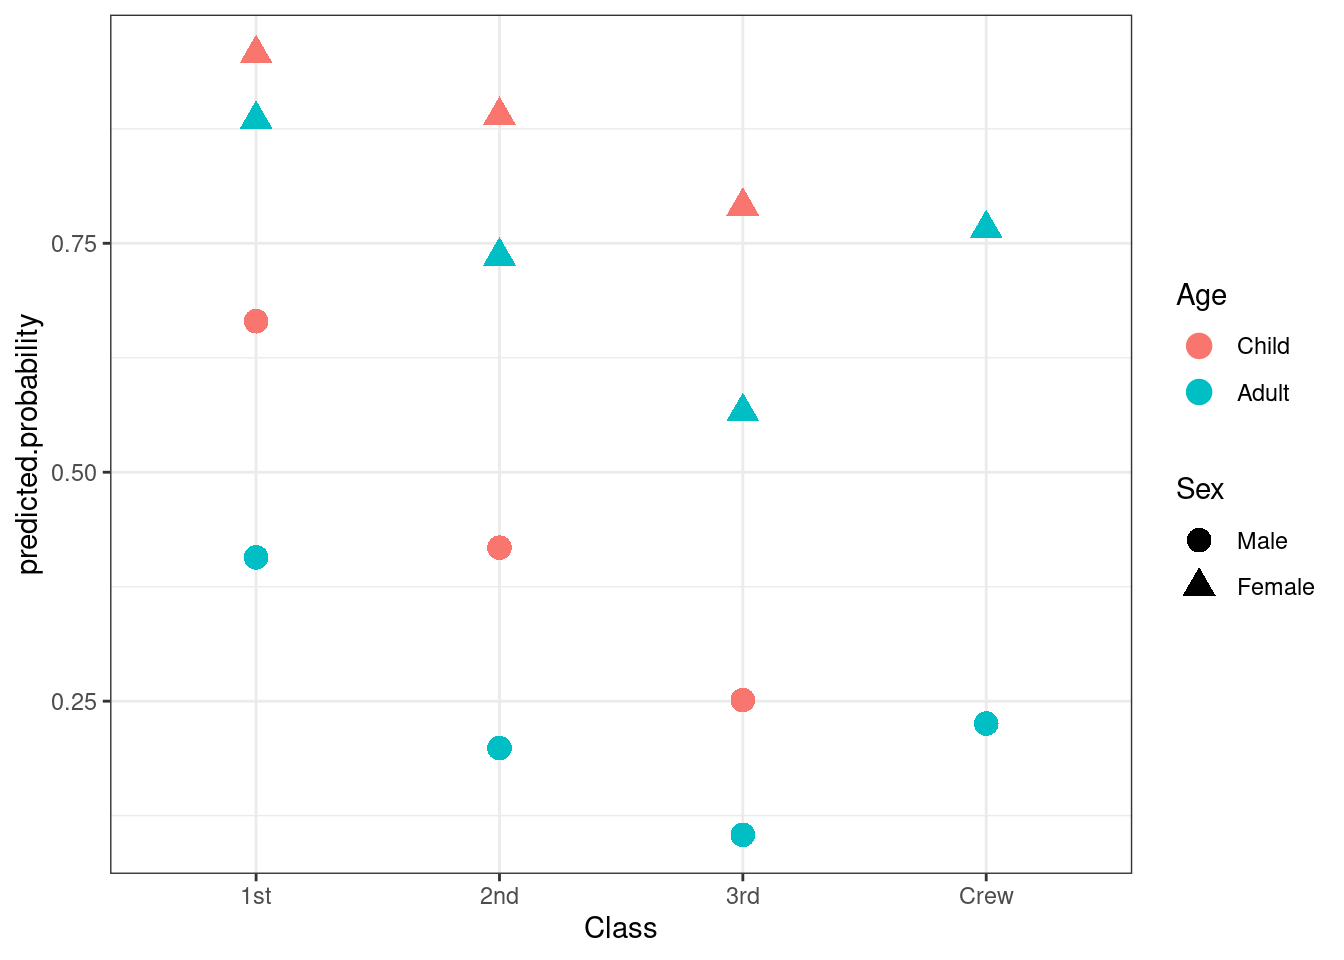 predicted.probability
0.75
0.50
0.25
1st
2nd
3rd
Crew
Class
Age
Child
Adult
Sex
Male
Female